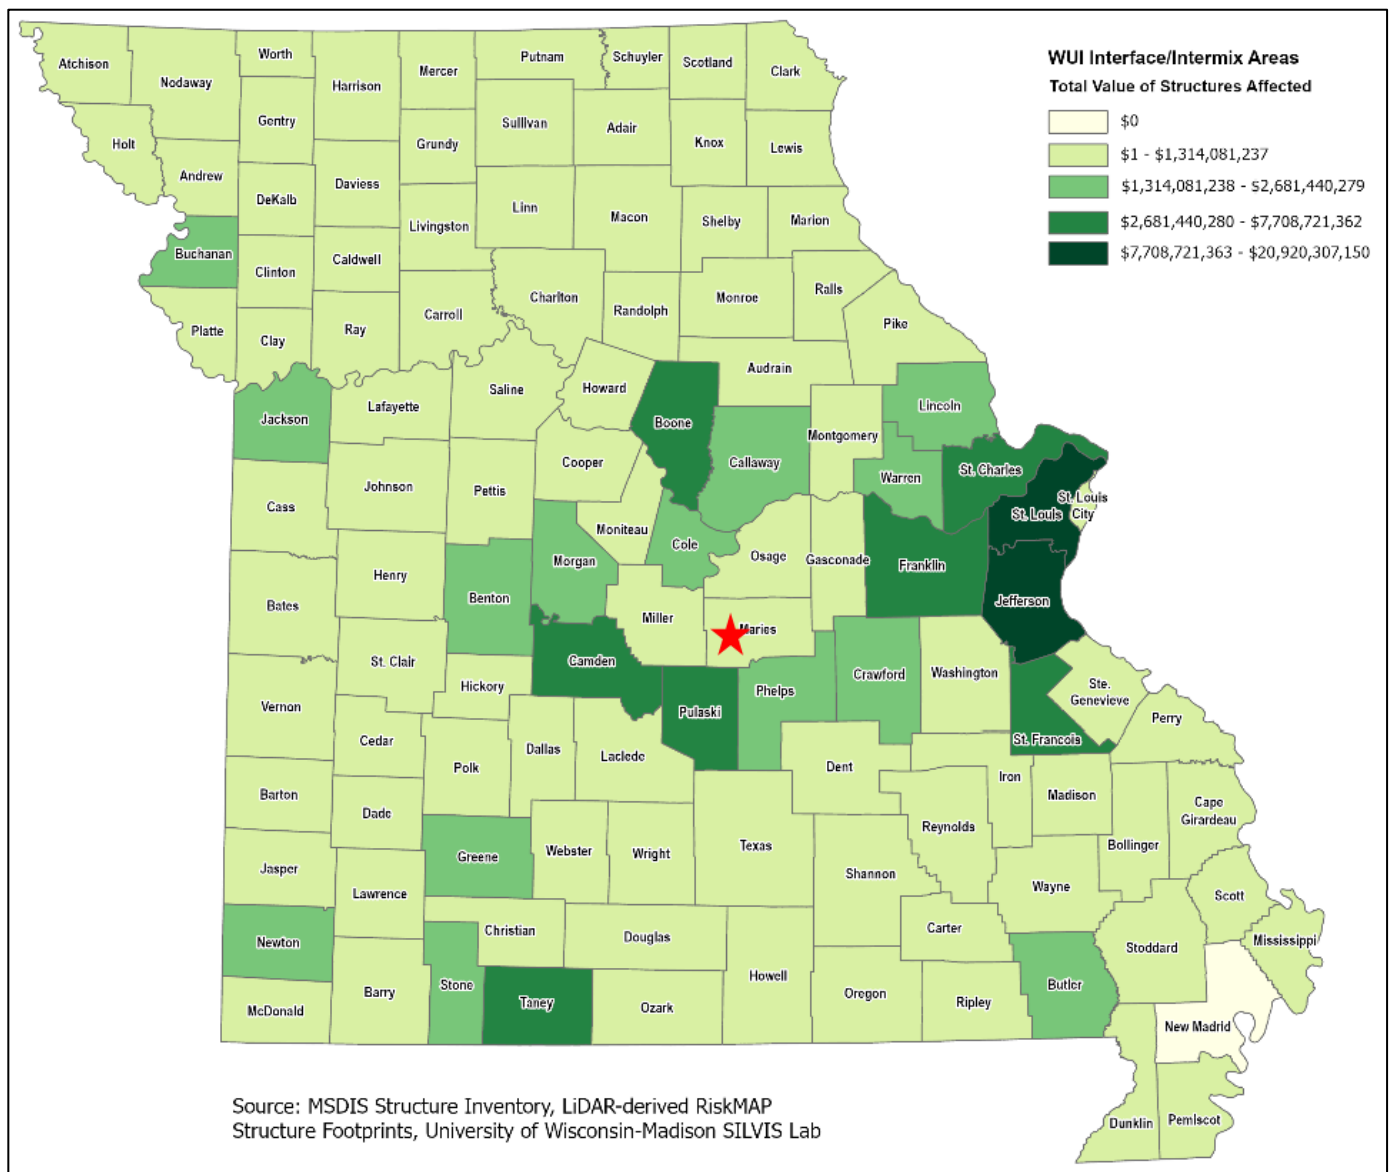 WUI Interface/Intermix Areas
Total Value of Structures Affected
$0
$1 - $1,314,081,237
$1,314,081,238 - $2,681,440,279
$2,681,440,280 - $7,708,721,362
$7,708,721,363 - $20,920,307,150
Atchison
Nodaway
Worth
Harrison
Mercer
Putnam
Schuyler
Scotland
Clark
Holt
Gentry
Grundy
Sullivan
Adair
Knox
Lewis
Andrew
DeKalb
Daviess
Livingston
Linn
Macon
Shelby
Marion
Buchanan
Clinton
Caldwell
Carroll
Chariton
Randolph
Monroe
Ralls
Pike
Platte
Clay
Ray
Saline
Howard
Audrain
Jackson
Lafayette
Boone
Callaway
Montgomery
Lincoln
Cass
Johnson
Pettis
Cooper
Moniteau
Warren
St. Charles
St. Louis
City
St. Louis
Cole
Osage
Gasconade
Franklin
Jefferson
Morgan
Bates
Henry
Benton
Miller
Maries
Camden
St. Clair
Hickory
Pulaski
Phelps
Crawford
Washington
Ste.
Genevieve
St. Francois
Perry
Vernon
Cedar
Polk
Dallas
Laclede
Dent
Iron
Madison
Cape
Girardeau
Barton
Dade
Greene
Webster
Wright
Texas
Shannon
Reynolds
Bollinger
Jasper
Lawrence
Wayne
Scott
Newton
Christian
Douglas
Howell
Carter
Stoddard
Mississippi
McDonald
Barry
Stone
Taney
Ozark
Oregon
Ripley
Butler
New Madrid
Dunklin
Pemiscot
Source: MSDIS Structure Inventory, LiDAR-derived RiskMAP
Structure Footprints, University of Wisconsin-Madison SILVIS Lab